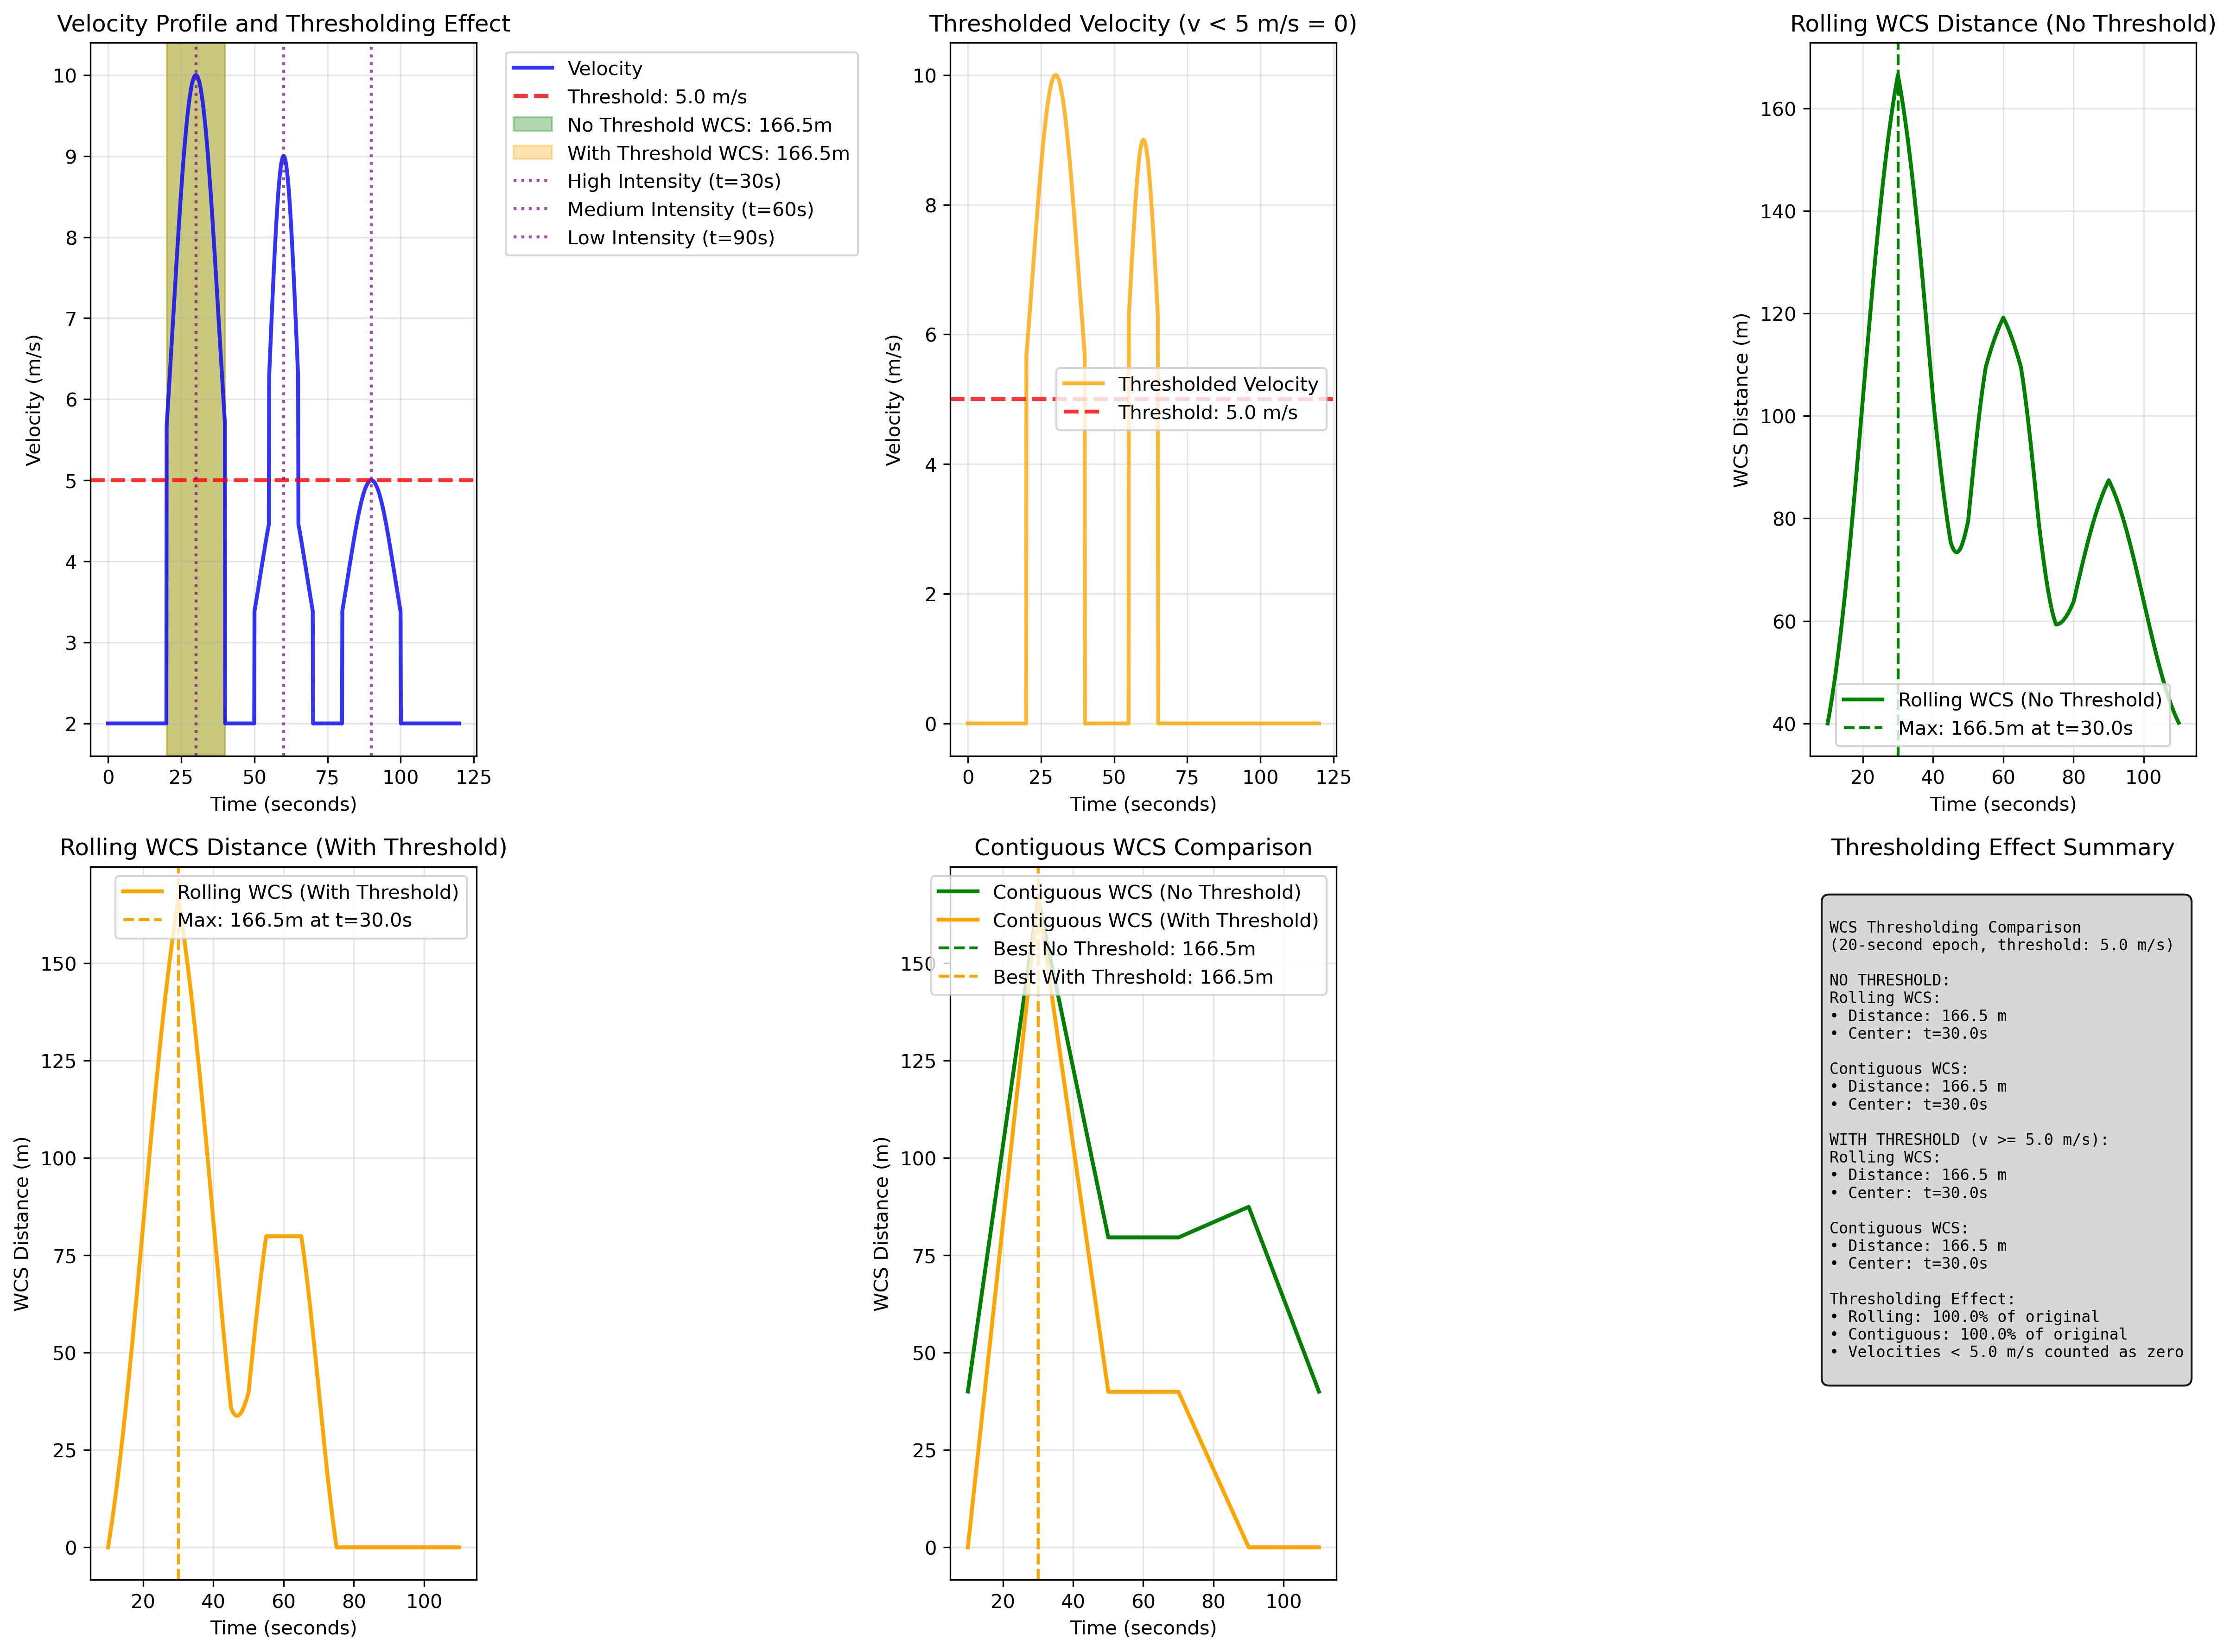 Velocity Profile and Thresholding Effect
Velocity (m/s)
10
9
8
7
6
5
4
3
2
0 25 50 75 100 125
Time (seconds)
Velocity
Threshold: 5.0 m/s
No Threshold WCS: 166.5m
With Threshold WCS: 166.5m
High Intensity (t=30s)
Medium Intensity (t=60s)
Low Intensity (t=90s)
Thresholded Velocity (v < 5 m/s = 0)
Velocity (m/s)
10
8
6
4
2
0
0 25 50 75 100 125
Time (seconds)
Thresholded Velocity
Threshold: 5.0 m/s
Rolling WCS Distance (No Threshold)
WCS Distance (m)
160
140
120
100
80
60
40
20 40 60 80 100
Time (seconds)
Rolling WCS (No Threshold)
Max: 166.5m at t=30.0s
Rolling WCS Distance (With Threshold)
WCS Distance (m)
150
125
100
75
50
25
0
20 40 60 80 100
Time (seconds)
Rolling WCS (With Threshold)
Max: 166.5m at t=30.0s
Contiguous WCS Comparison
WCS Distance (m)
150
125
100
75
50
25
0
20 40 60 80 100
Time (seconds)
Contiguous WCS (No Threshold)
Contiguous WCS (With Threshold)
Best No Threshold: 166.5m
Best With Threshold: 166.5m
Thresholding Effect Summary
WCS Thresholding Comparison
(20-second epoch, threshold: 5.0 m/s)
NO THRESHOLD:
Rolling WCS:
• Distance: 166.5 m
• Center: t=30.0s
Contiguous WCS:
• Distance: 166.5 m
• Center: t=30.0s
WITH THRESHOLD (v >= 5.0 m/s):
Rolling WCS:
• Distance: 166.5 m
• Center: t=30.0s
Contiguous WCS:
• Distance: 166.5 m
• Center: t=30.0s
Thresholding Effect:
• Rolling: 100.0% of original
• Contiguous: 100.0% of original
• Velocities < 5.0 m/s counted as zero